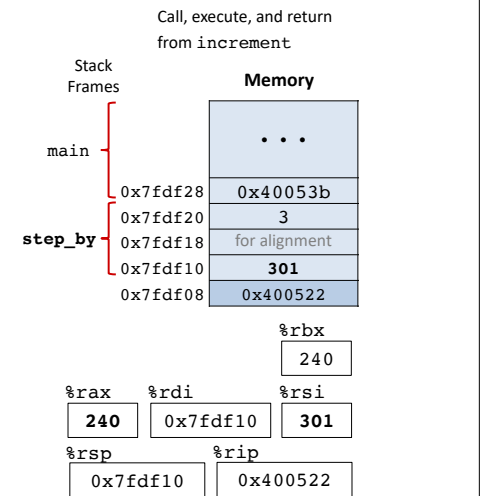 Call, execute, and return
from increment
Stack
Frames
Memory
• • •
main
0x7fdf28 0x40053b
0x7fdf20 3
step_by 0x7fdf18 for alignment
0x7fdf10 301
0x7fdf08 0x400522
%rbx
240
%rax %rdi %rsi
240 0x7fdf10 301
%rsp %rip
0x7fdf10 0x400522